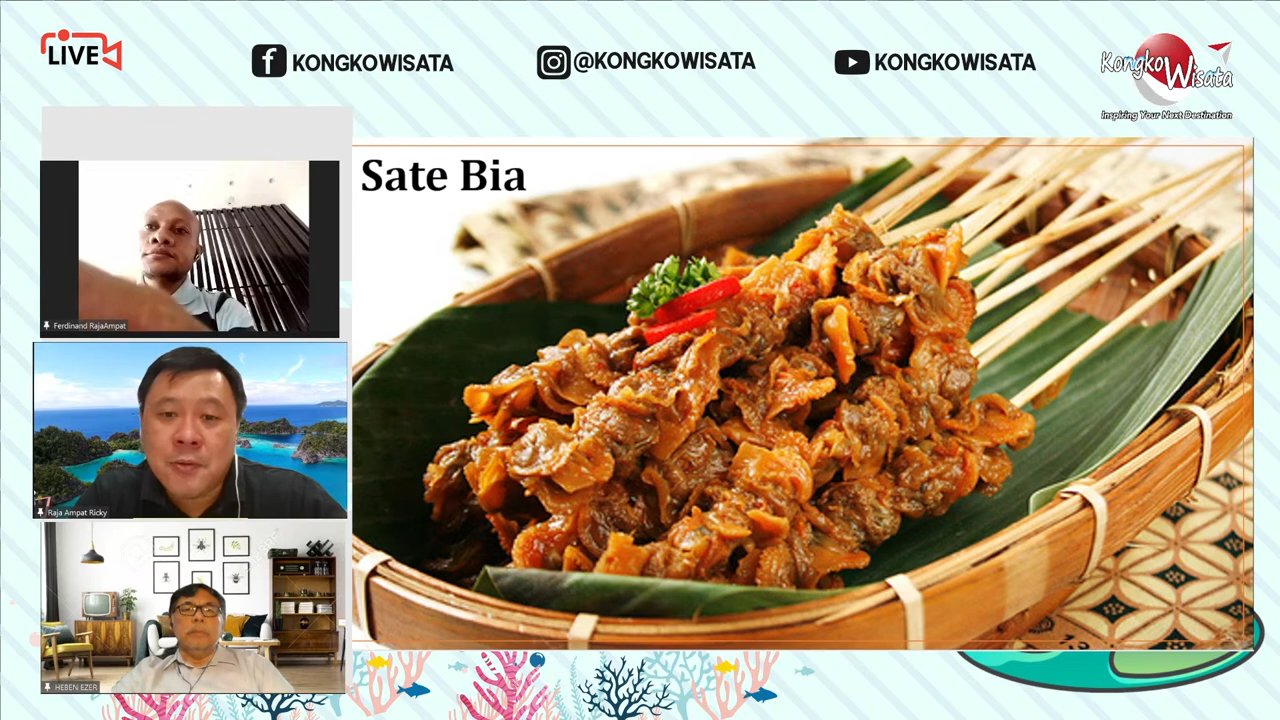 LIVE
KONGKOWISATA
@KONGKOWISATA
KONGKOWISATA
Kongko Wisata
Inspiring Your Next Destination
Sate Bia
Ferdinand RajaAmpat
Raja Ampat Ricky
HEBEN EZER